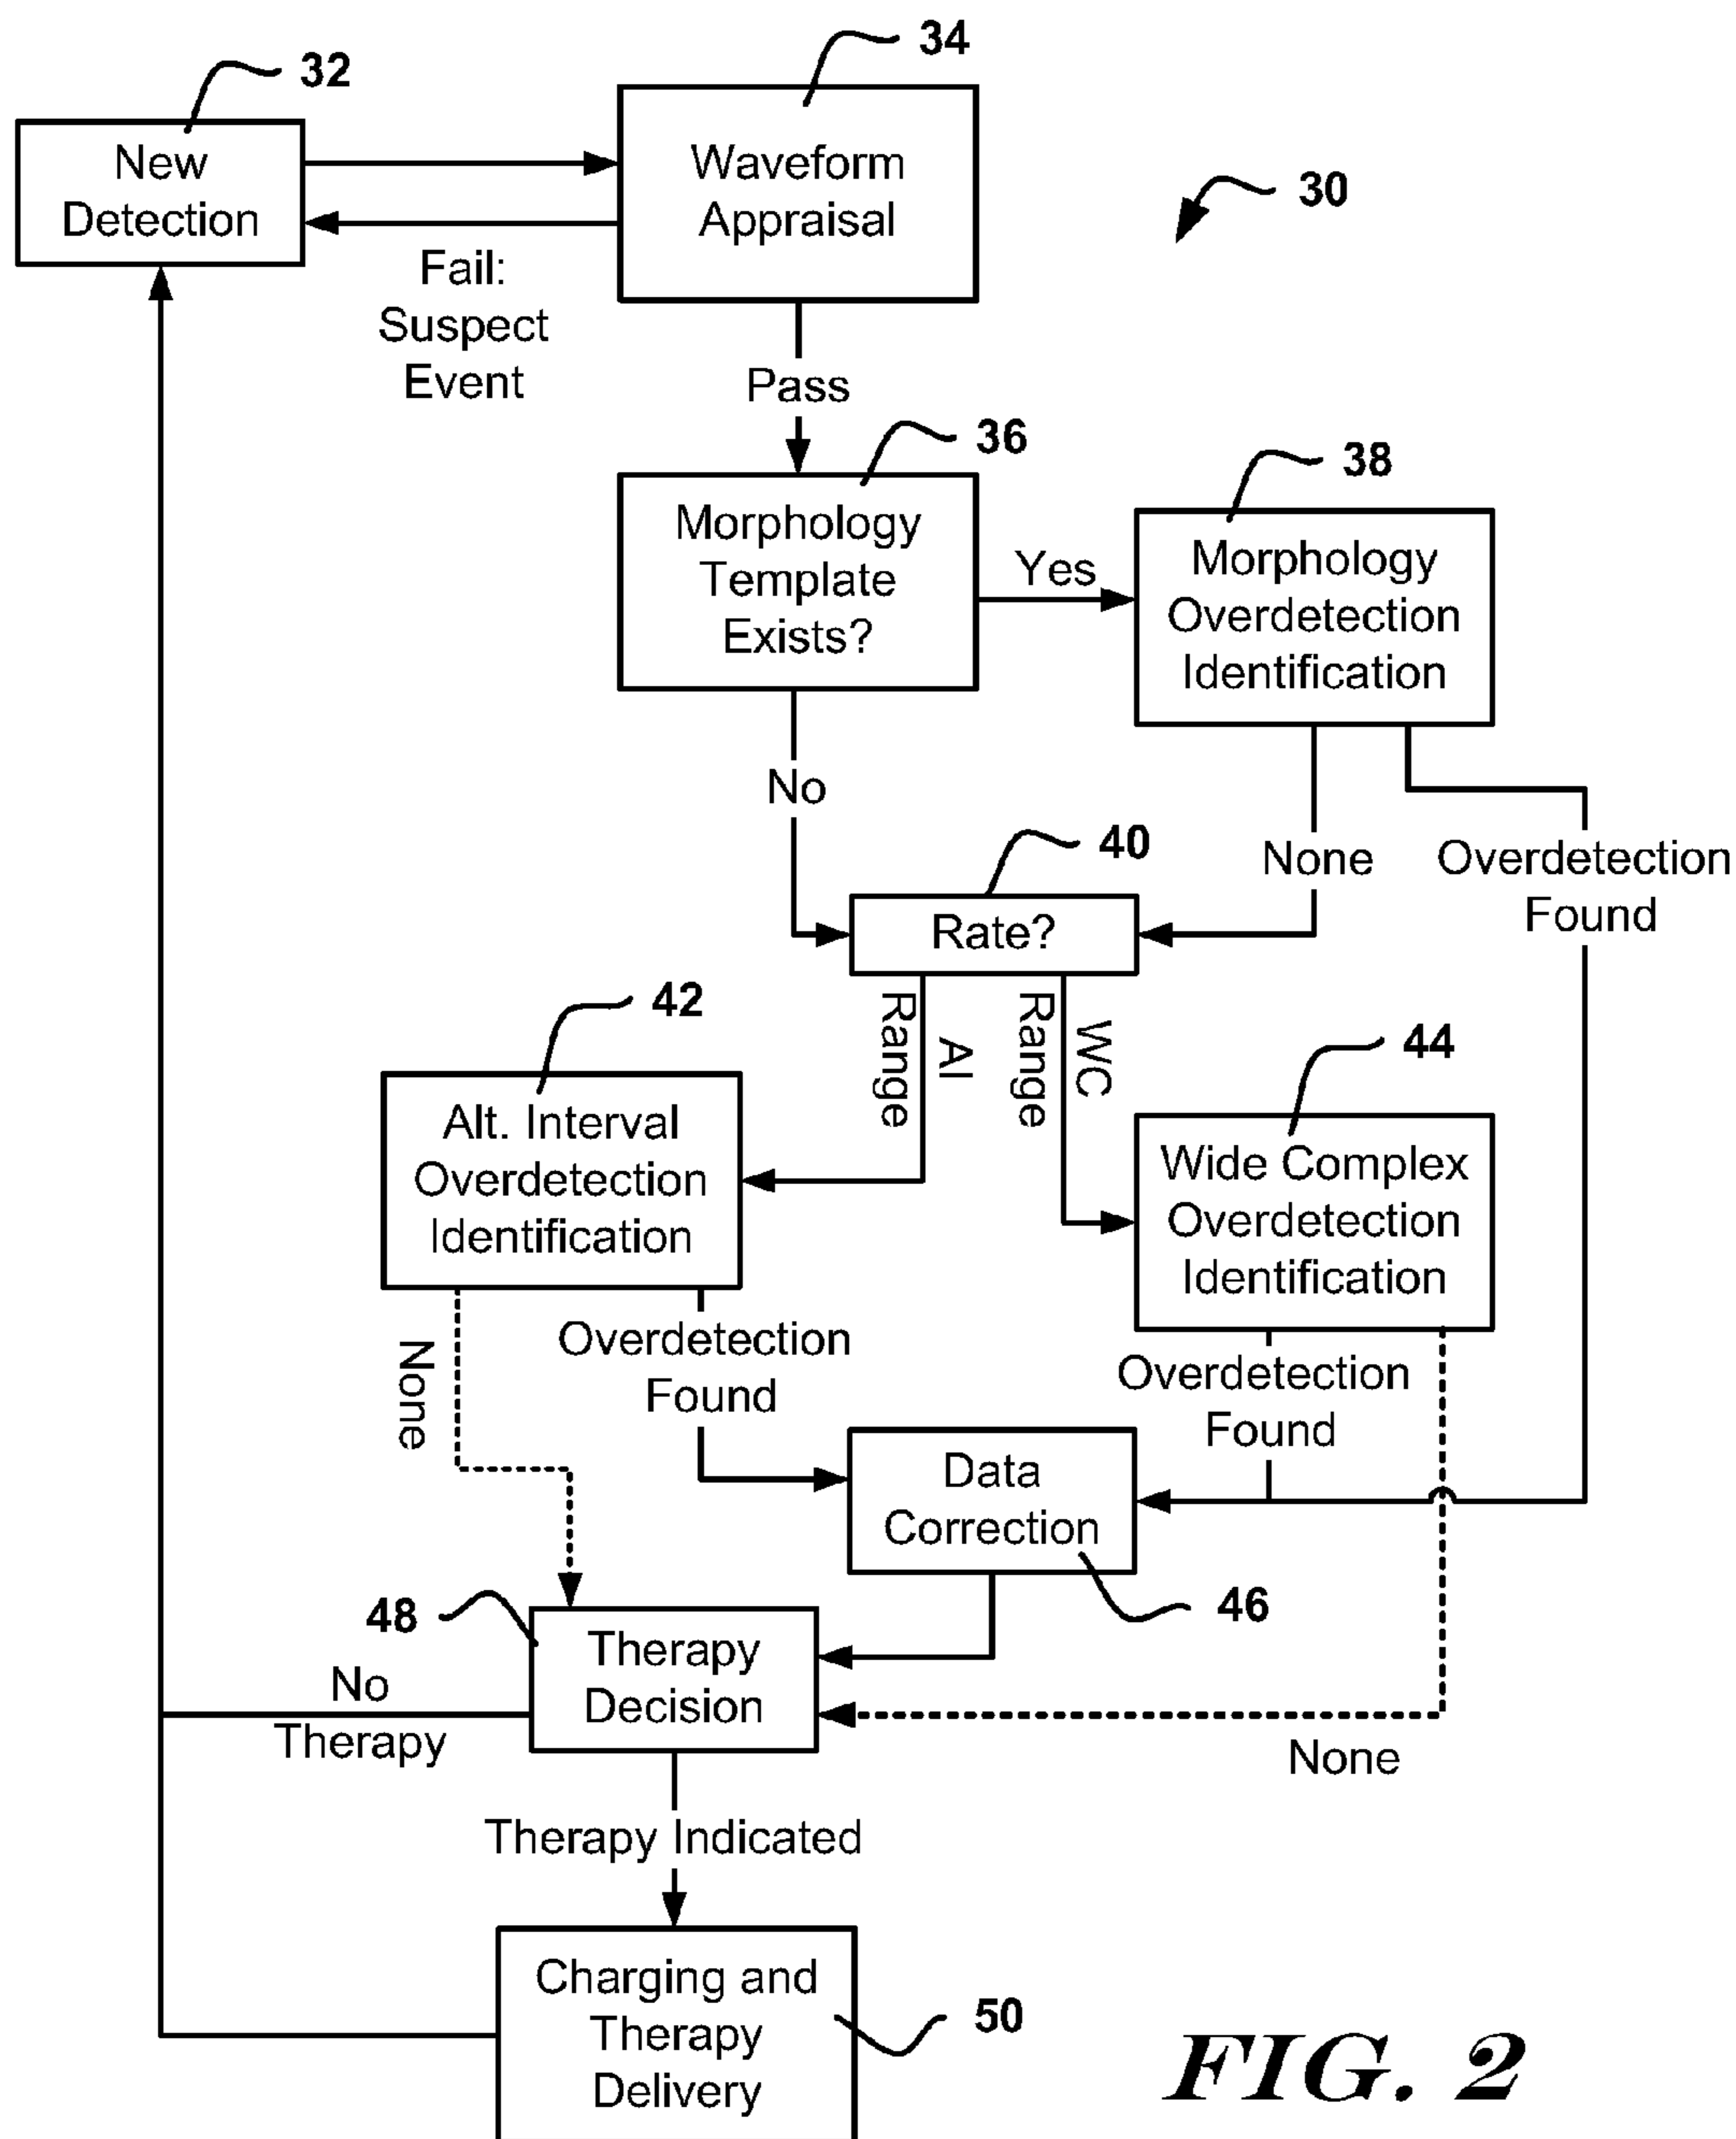 34
32
New
Detection
Waveform
Appraisal
30
Fail:
Suspect
Event
Pass
36
38
Morphology
Template
Exists?
Yes
Morphology
Overdetection
Identification
No
40
None
Overdetection
Found
Rate?
42
AI
Range
WC
Range
44
Alt. Interval
Overdetection
Identification
Wide Complex
Overdetection
Identification
None
Overdetection
Found
Overdetection
Found
Data
Correction
46
48
Therapy
Decision
No
Therapy
None
Therapy Indicated
Charging and
Therapy
Delivery
50
FIG. 2